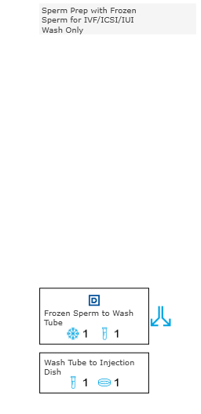 Sperm Prep with Frozen
Sperm for IVF/ICSI/IUI
Wash Only
D
Frozen Sperm to Wash
Tube
1 1
Wash Tube to Injection
Dish
1 1